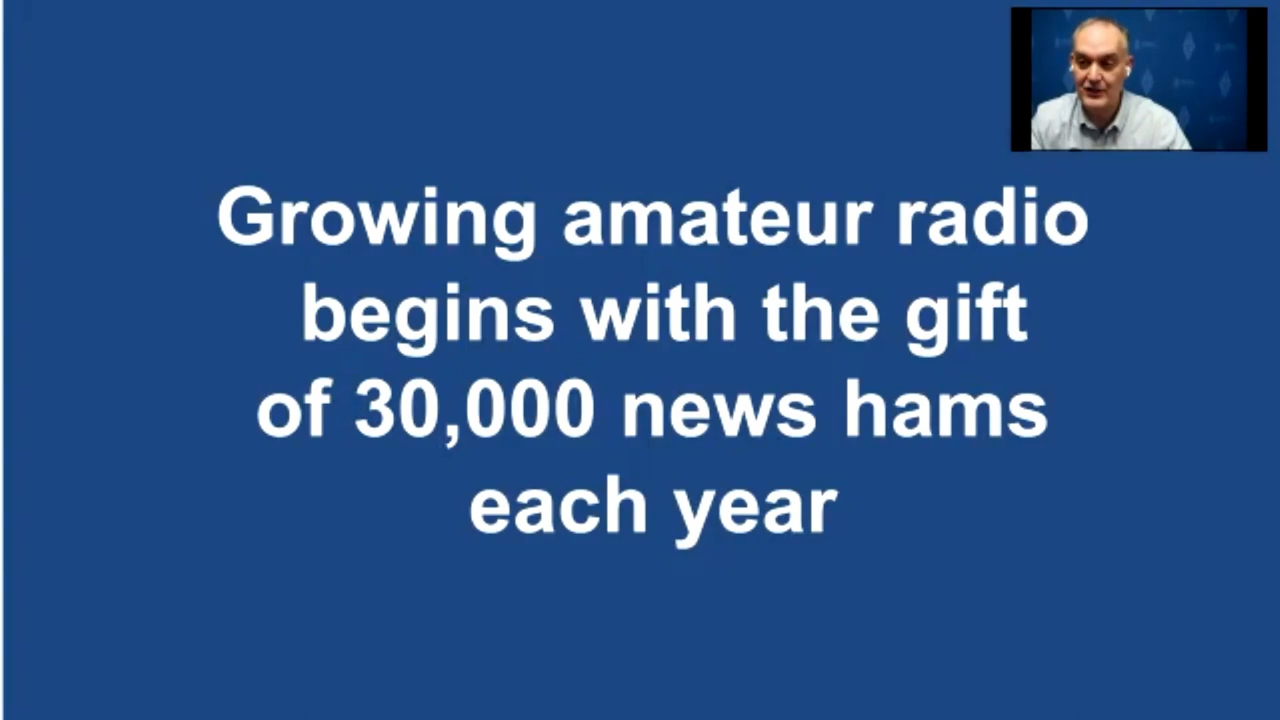 Growing amateur radio
begins with the gift
of 30,000 news hams
each year